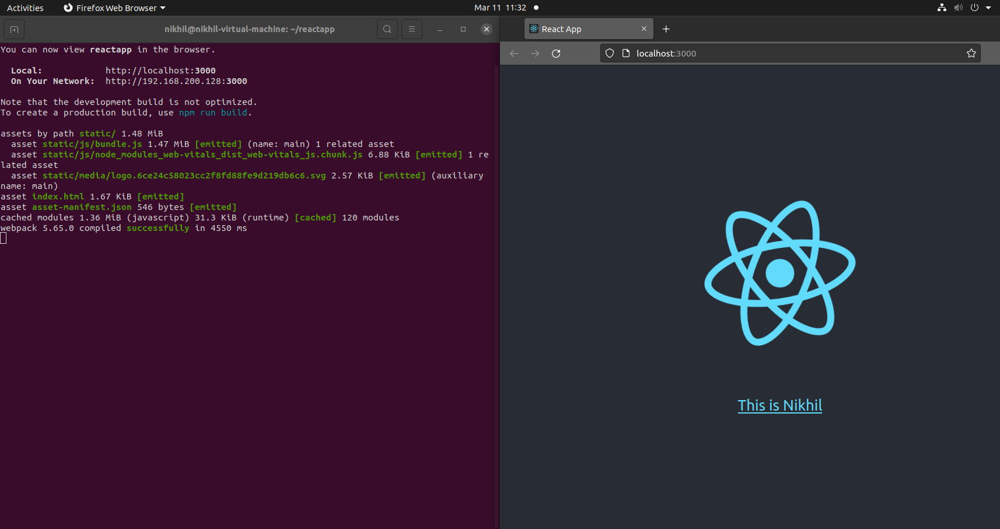 Activities Firefox Web Browser Mar 11 11:32
nikhil@nikhil-virtual-machine: ~/reactapp
You can now view reactapp in the browser.
Local: http://localhost:3000
On Your Network: http://192.168.200.128:3000
Note that the development build is not optimized.
To create a production build, use npm run build.
assets by path static/ 1.48 MiB
asset static/js/bundle.js 1.47 MiB [emitted] (name: main) 1 related asset
asset static/js/node_modules_web-vitals_dist_web-vitals_js.chunk.js 6.88 KiB [emitted] 1 re
lated asset
asset static/media/logo.6ce24c58023cc2f8fd88fe9d219db6c6.svg 2.57 KiB [emitted] (auxiliary
name: main)
asset index.html 1.67 KiB [emitted]
asset asset-manifest.json 546 bytes [emitted]
cached modules 1.36 MiB (javascript) 31.3 KiB (runtime) [cached] 120 modules
webpack 5.65.0 compiled successfully in 4550 ms
React App
localhost:3000
This is Nikhil